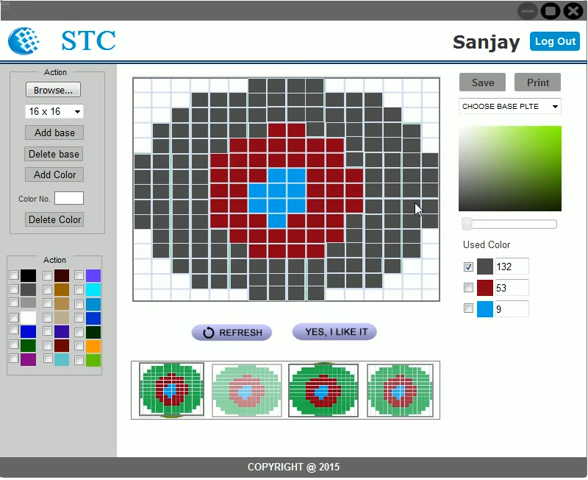 STC
Sanjay
Log Out
Action
Browse...
16 x 16
Add base
Delete base
Add Color
Color No.
Delete Color
Action
Save
Print
CHOOSE BASE PLTE
Used Color
132
53
9
REFRESH
YES, I LIKE IT
COPYRIGHT @ 2015